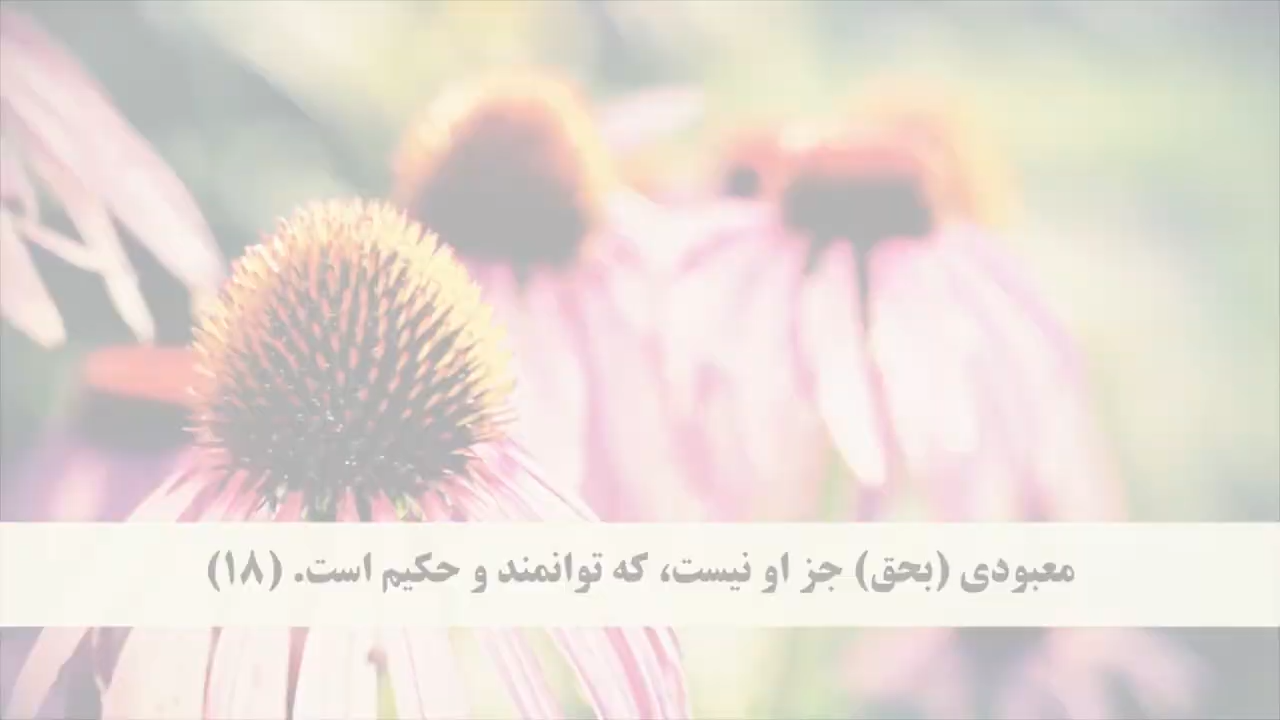 معبودی (بحق) جز او نیست، که توانمند و حکیم است. (۱۸)